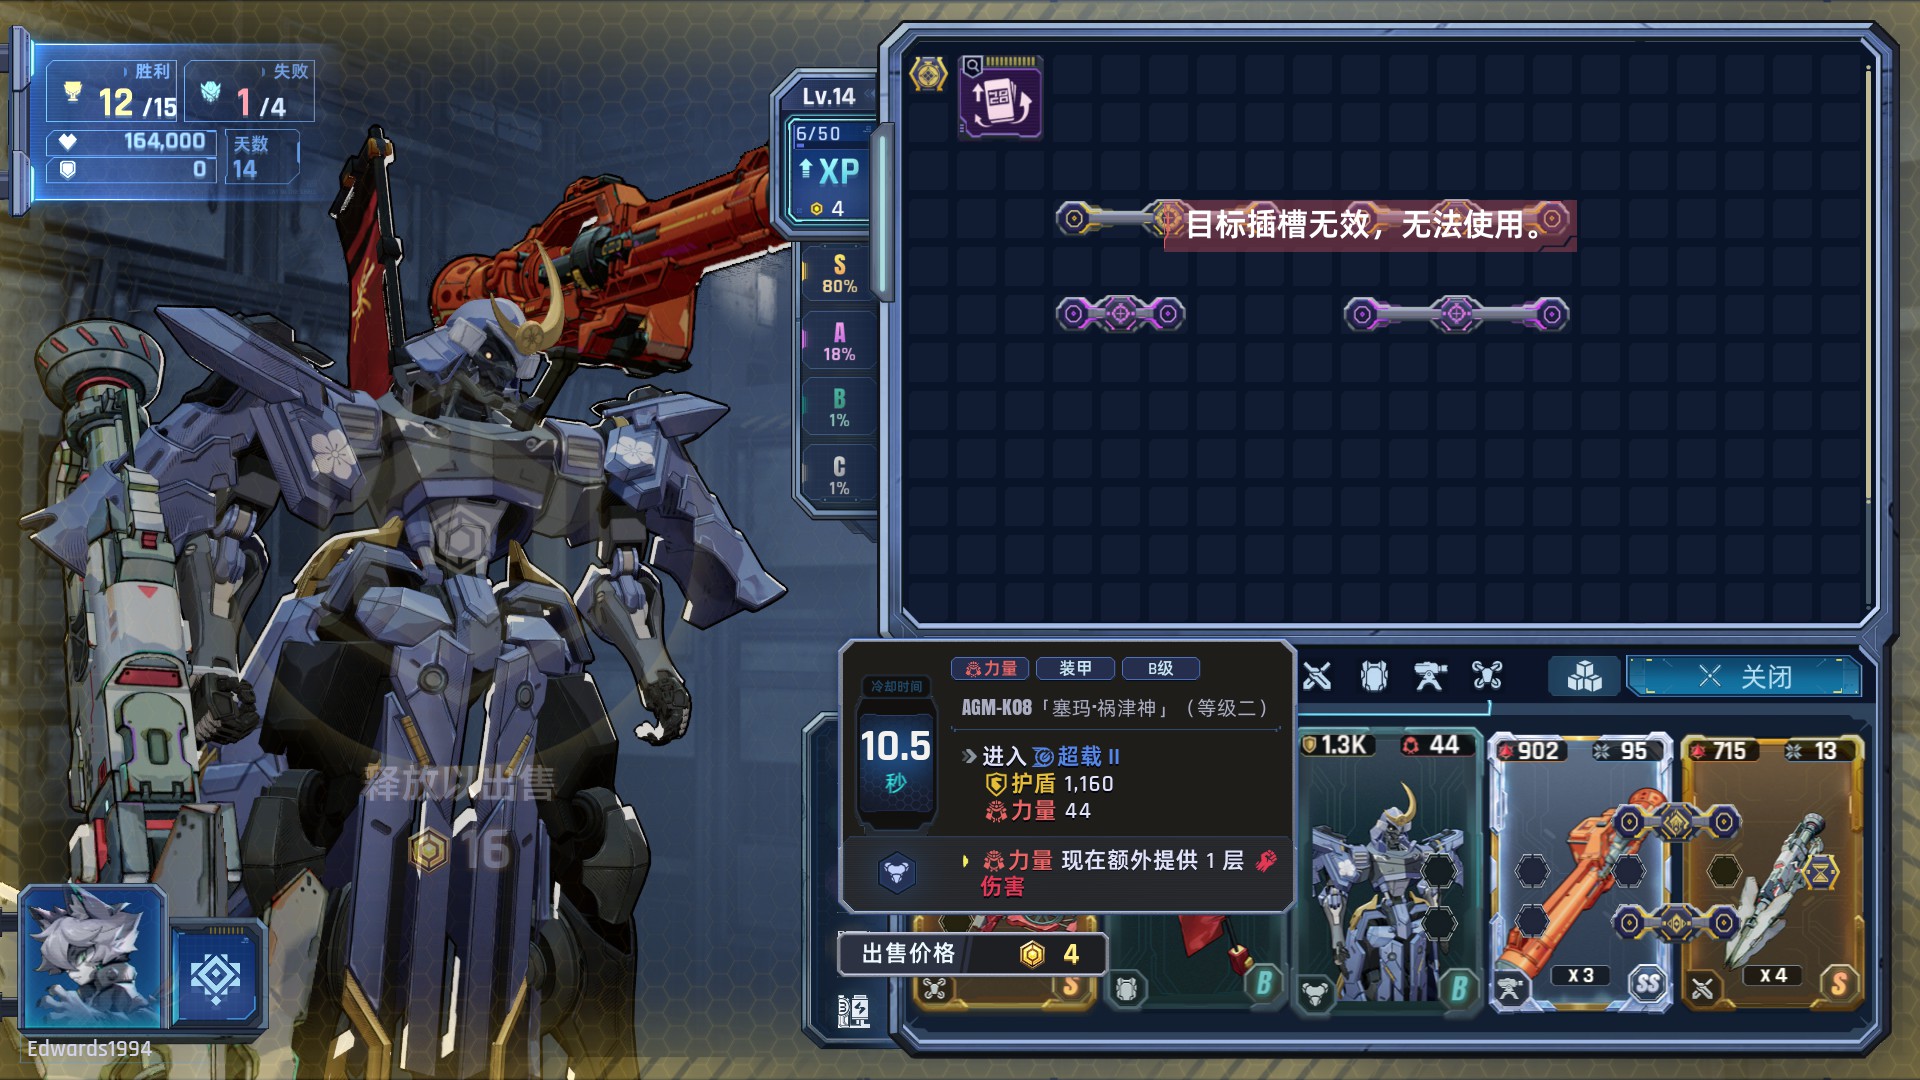 胜利
12 /15
失败
1 /4
164,000
0
天数
14
Lv.14
6/50
XP
4
S
80%
A
18%
B
1%
C
1%
目标插槽无效，无法使用。
关闭
力量
装甲
B级
冷却时间
10.5
秒
AGM-K08「塞玛·祸津神」（等级二）
进入 超载 II
护盾 1,160
力量 44
力量 现在额外提供 1 层
伤害
出售价格
4
释放以出售
16
1.3K
44
902
95
715
13
S
B
B
x3
SS
x4
S
Edwards1994